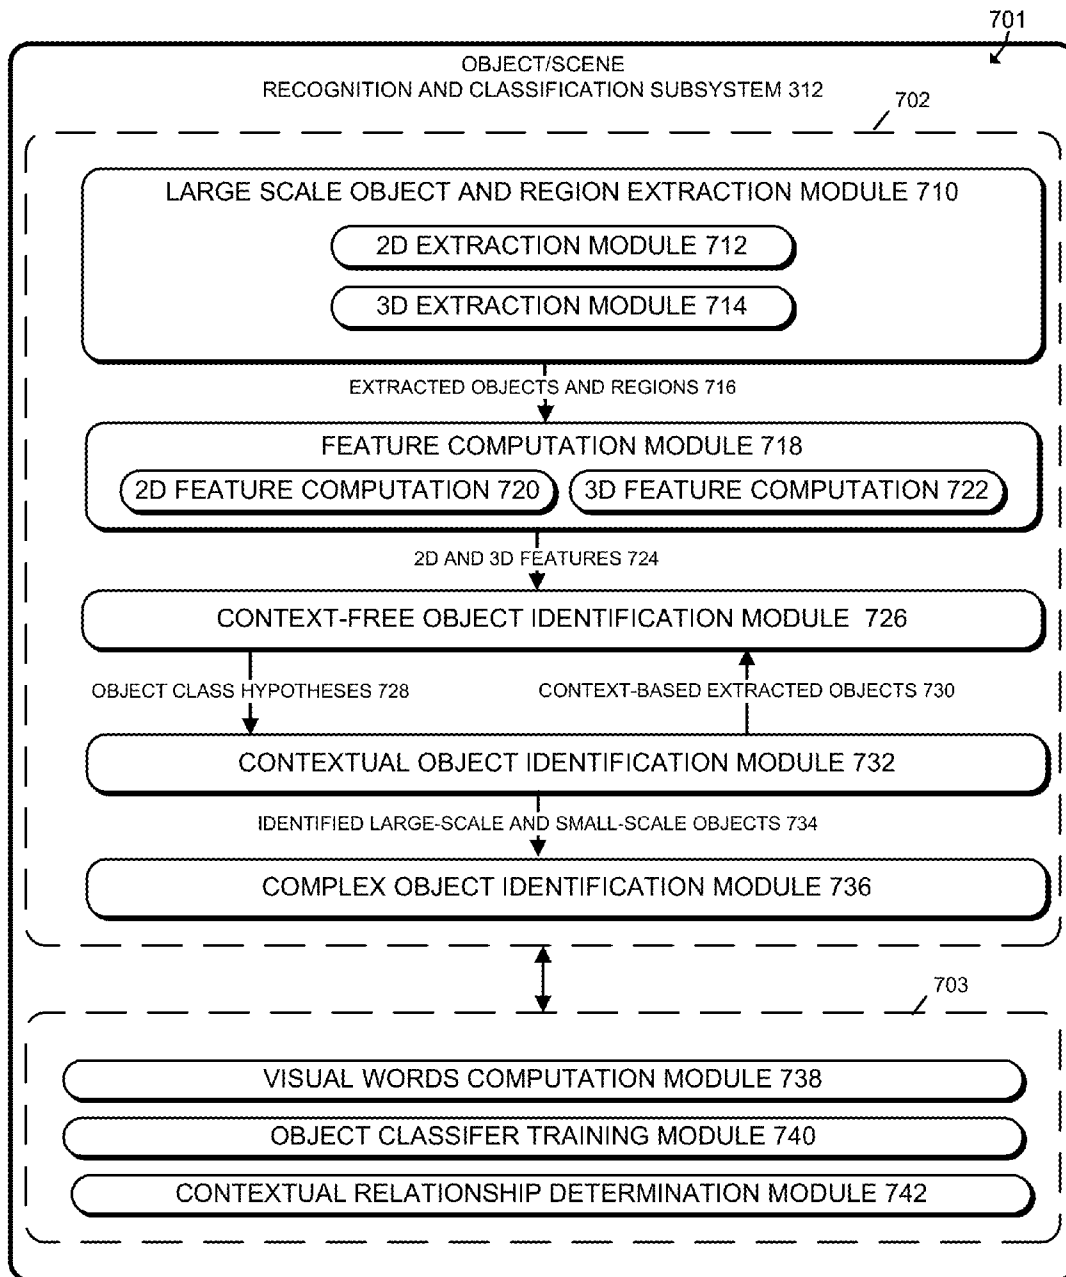 701
OBJECT/SCENE
RECOGNITION AND CLASSIFICATION SUBSYSTEM 312
702
LARGE SCALE OBJECT AND REGION EXTRACTION MODULE 710
2D EXTRACTION MODULE 712
3D EXTRACTION MODULE 714
EXTRACTED OBJECTS AND REGIONS 716
FEATURE COMPUTATION MODULE 718
2D FEATURE COMPUTATION 720
3D FEATURE COMPUTATION 722
2D AND 3D FEATURES 724
CONTEXT-FREE OBJECT IDENTIFICATION MODULE 726
OBJECT CLASS HYPOTHESES 728
CONTEXT-BASED EXTRACTED OBJECTS 730
CONTEXTUAL OBJECT IDENTIFICATION MODULE 732
IDENTIFIED LARGE-SCALE AND SMALL-SCALE OBJECTS 734
COMPLEX OBJECT IDENTIFICATION MODULE 736
703
VISUAL WORDS COMPUTATION MODULE 738
OBJECT CLASSIFER TRAINING MODULE 740
CONTEXTUAL RELATIONSHIP DETERMINATION MODULE 742